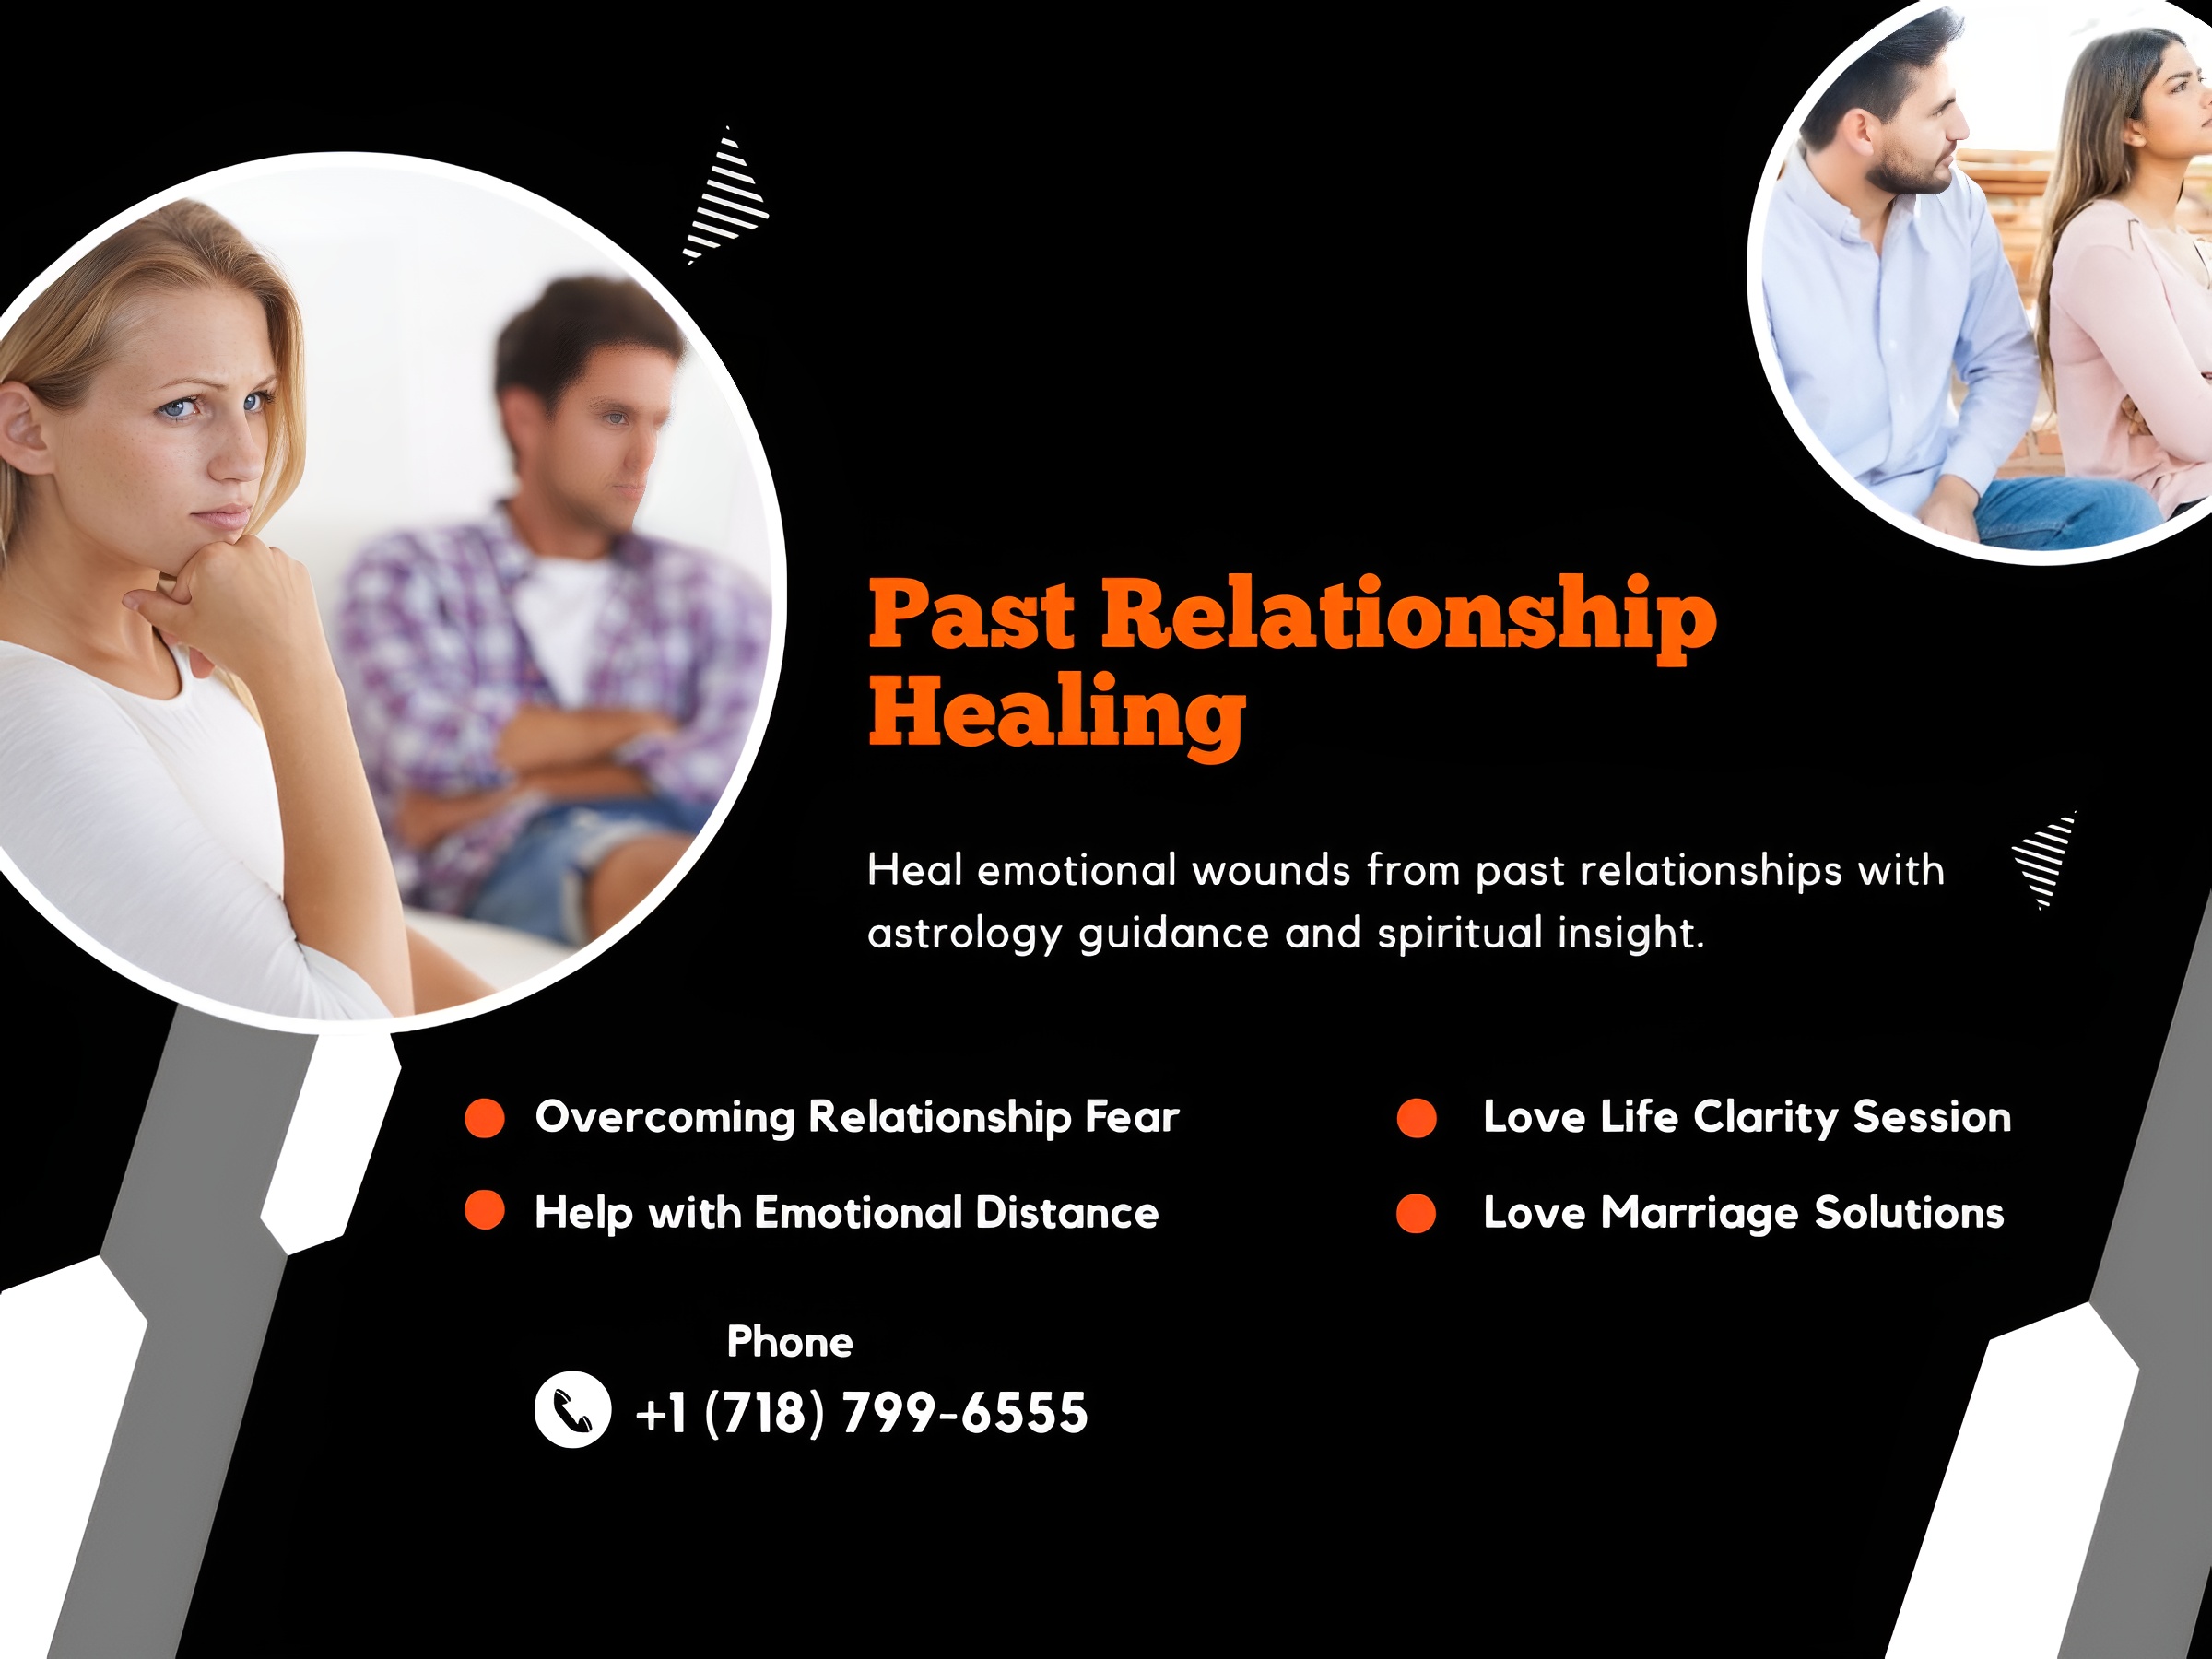 Past Relationship
Healing
Heal emotional wounds from past relationships with
astrology guidance and spiritual insight.
Overcoming Relationship Fear
Love Life Clarity Session
Help with Emotional Distance
Love Marriage Solutions
Phone
+1 (718) 799-6555